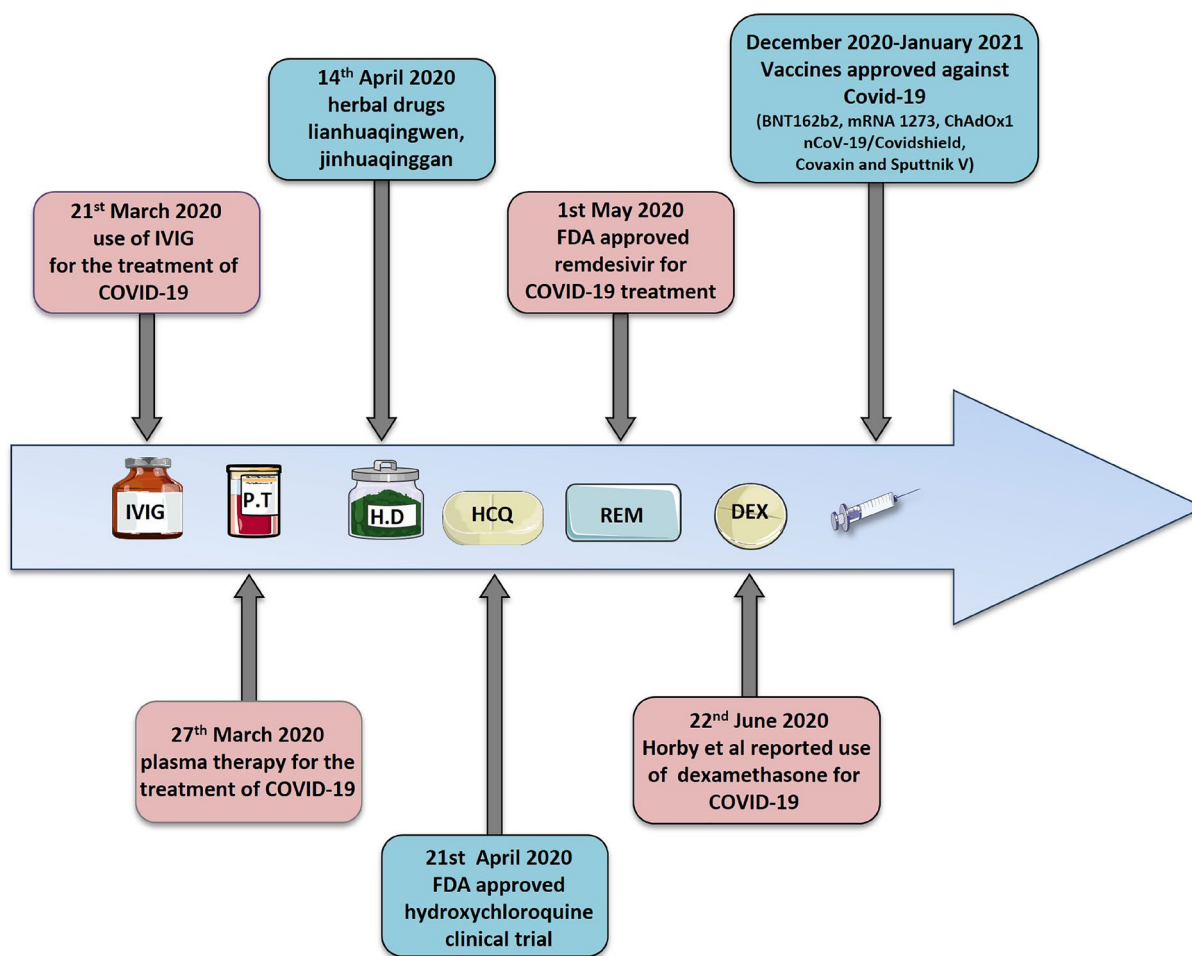 December 2020-January 2021
Vaccines approved against
Covid-19
(BNT162b2, mRNA 1273, ChAdOx1
nCoV-19/Covidshield,
Covaxin and Sputtnik V)
14th April 2020
herbal drugs
lianhuaqingwen,
jinhuaqinggan
21st March 2020
use of IVIG
for the treatment of
COVID-19
1st May 2020
FDA approved
remdesivir for
COVID-19 treatment
IVIG
P.T
H.D
HCQ
REM
DEX
27th March 2020
plasma therapy for the
treatment of COVID-19
22nd June 2020
Horby et al reported use
of dexamethasone for
COVID-19
21st April 2020
FDA approved
hydroxychloroquine
clinical trial